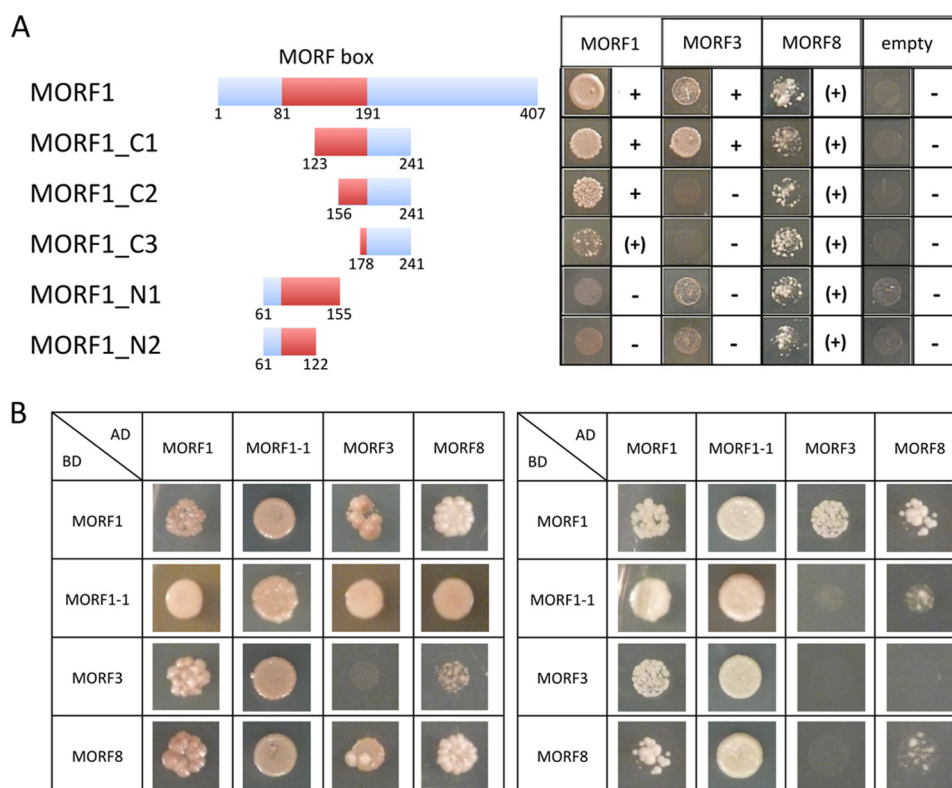 A
MORF box
MORF1
1 81 191 407
MORF1_C1
123 241
MORF1_C2
156 241
MORF1_C3
178 241
MORF1_N1
61 155
MORF1_N2
61 122
MORF1 MORF3 MORF8 empty
+ + (+) -
+ + (+) -
+ - (+) -
(+) - (+) -
- - (+) -
- - (+) -
B
AD
BD
MORF1 MORF1-1 MORF3 MORF8
MORF1
MORF1-1
MORF3
MORF8
AD
BD
MORF1 MORF1-1 MORF3 MORF8
MORF1
MORF1-1
MORF3
MORF8